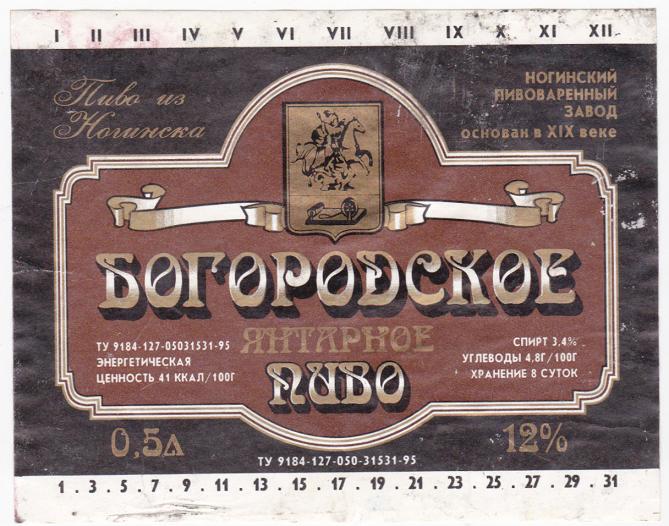 I II III IV V VI VII VIII IX X XI XII
Пиво из
Ногинска
НОГИНСКИЙ
ПИВОВАРЕННЫЙ
ЗАВОД
основан в XIX веке
БОГОРОДСКОЕ
ЯНТАРНОЕ
ПИВО
ТУ 9184-127-05031531-95
ЭНЕРГЕТИЧЕСКАЯ
ЦЕННОСТЬ 41 ККАЛ/100Г
СПИРТ 3,4%
УГЛЕВОДЫ 4,8Г/100Г
ХРАНЕНИЕ 8 СУТОК
0,5л
12%
ТУ 9184-127-050-31531-95
1 . 3 . 5 . 7 . 9 . 11 . 13 . 15 . 17 . 19 . 21 . 23 . 25 . 27 . 29 . 31